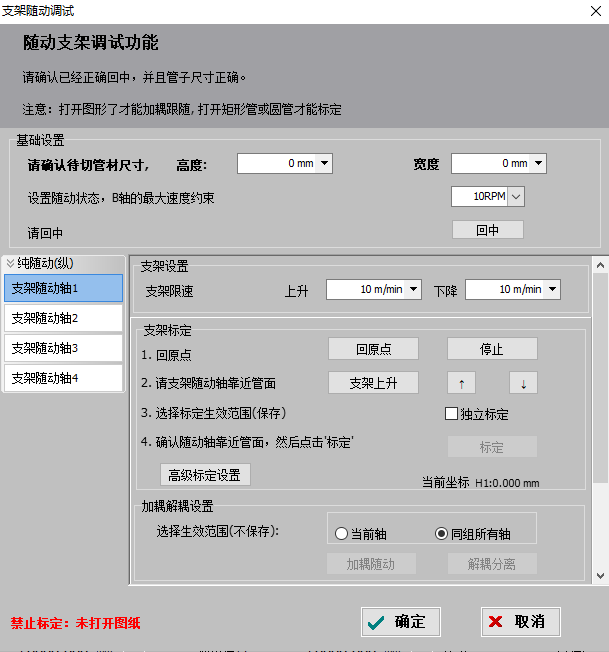 支架随动调试
随动支架调试功能
请确认已经正确回中，并且管子尺寸正确。
注意：打开图形了才能加耦跟随,打开矩形管或圆管才能标定
基础设置
请确认待切管材尺寸， 高度： 0 mm 宽度 0 mm
设置随动状态，B轴的最大速度约束 10RPM
请回中 回中
纯随动(纵)
支架随动轴1
支架随动轴2
支架随动轴3
支架随动轴4
支架设置
支架限速 上升 10 m/min 下降 10 m/min
支架标定
1. 回原点 回原点 停止
2. 请支架随动轴靠近管面 支架上升 ↑ ↓
3. 选择标定生效范围(保存) 独立标定
4. 确认随动轴靠近管面，然后点击'标定' 标定
高级标定设置 当前坐标 H1:0.000 mm
加耦解耦设置
选择生效范围(不保存)： 当前轴 同组所有轴
加耦随动 解耦分离
禁止标定：未打开图纸 确定 取消